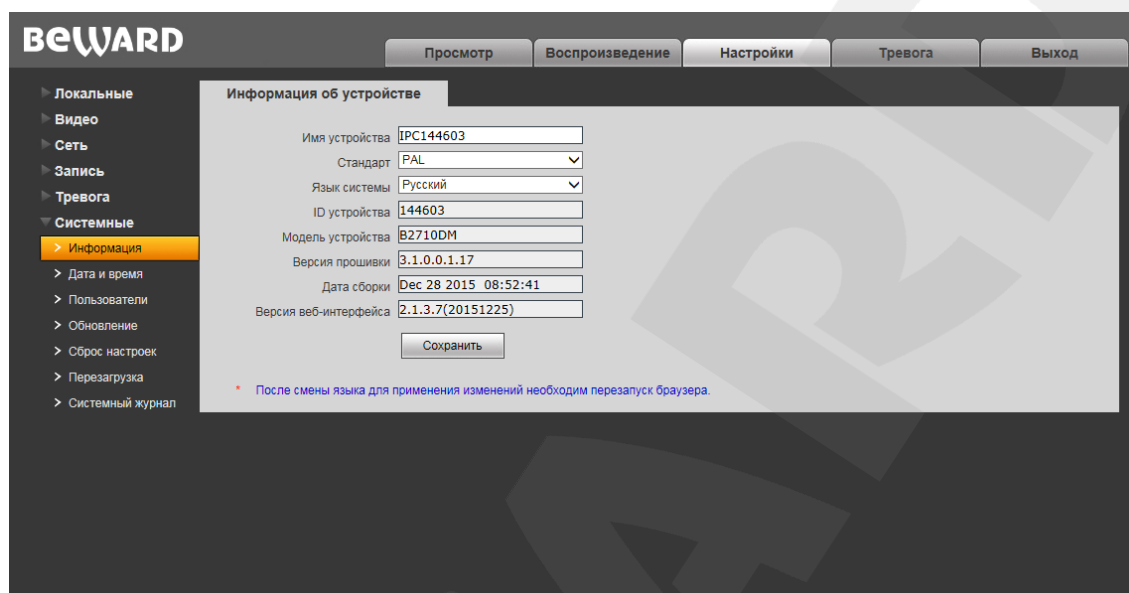 BEWARD
Просмотр Воспроизведение Настройки Тревога Выход
Локальные
Видео
Сеть
Запись
Тревога
Системные
> Информация
> Дата и время
> Пользователи
> Обновление
> Сброс настроек
> Перезагрузка
> Системный журнал
Информация об устройстве
Имя устройства IPC144603
Стандарт PAL
Язык системы Русский
ID устройства 144603
Модель устройства B2710DM
Версия прошивки 3.1.0.0.1.17
Дата сборки Dec 28 2015 08:52:41
Версия веб-интерфейса 2.1.3.7(20151225)
Сохранить
* После смены языка для применения изменений необходим перезапуск браузера.